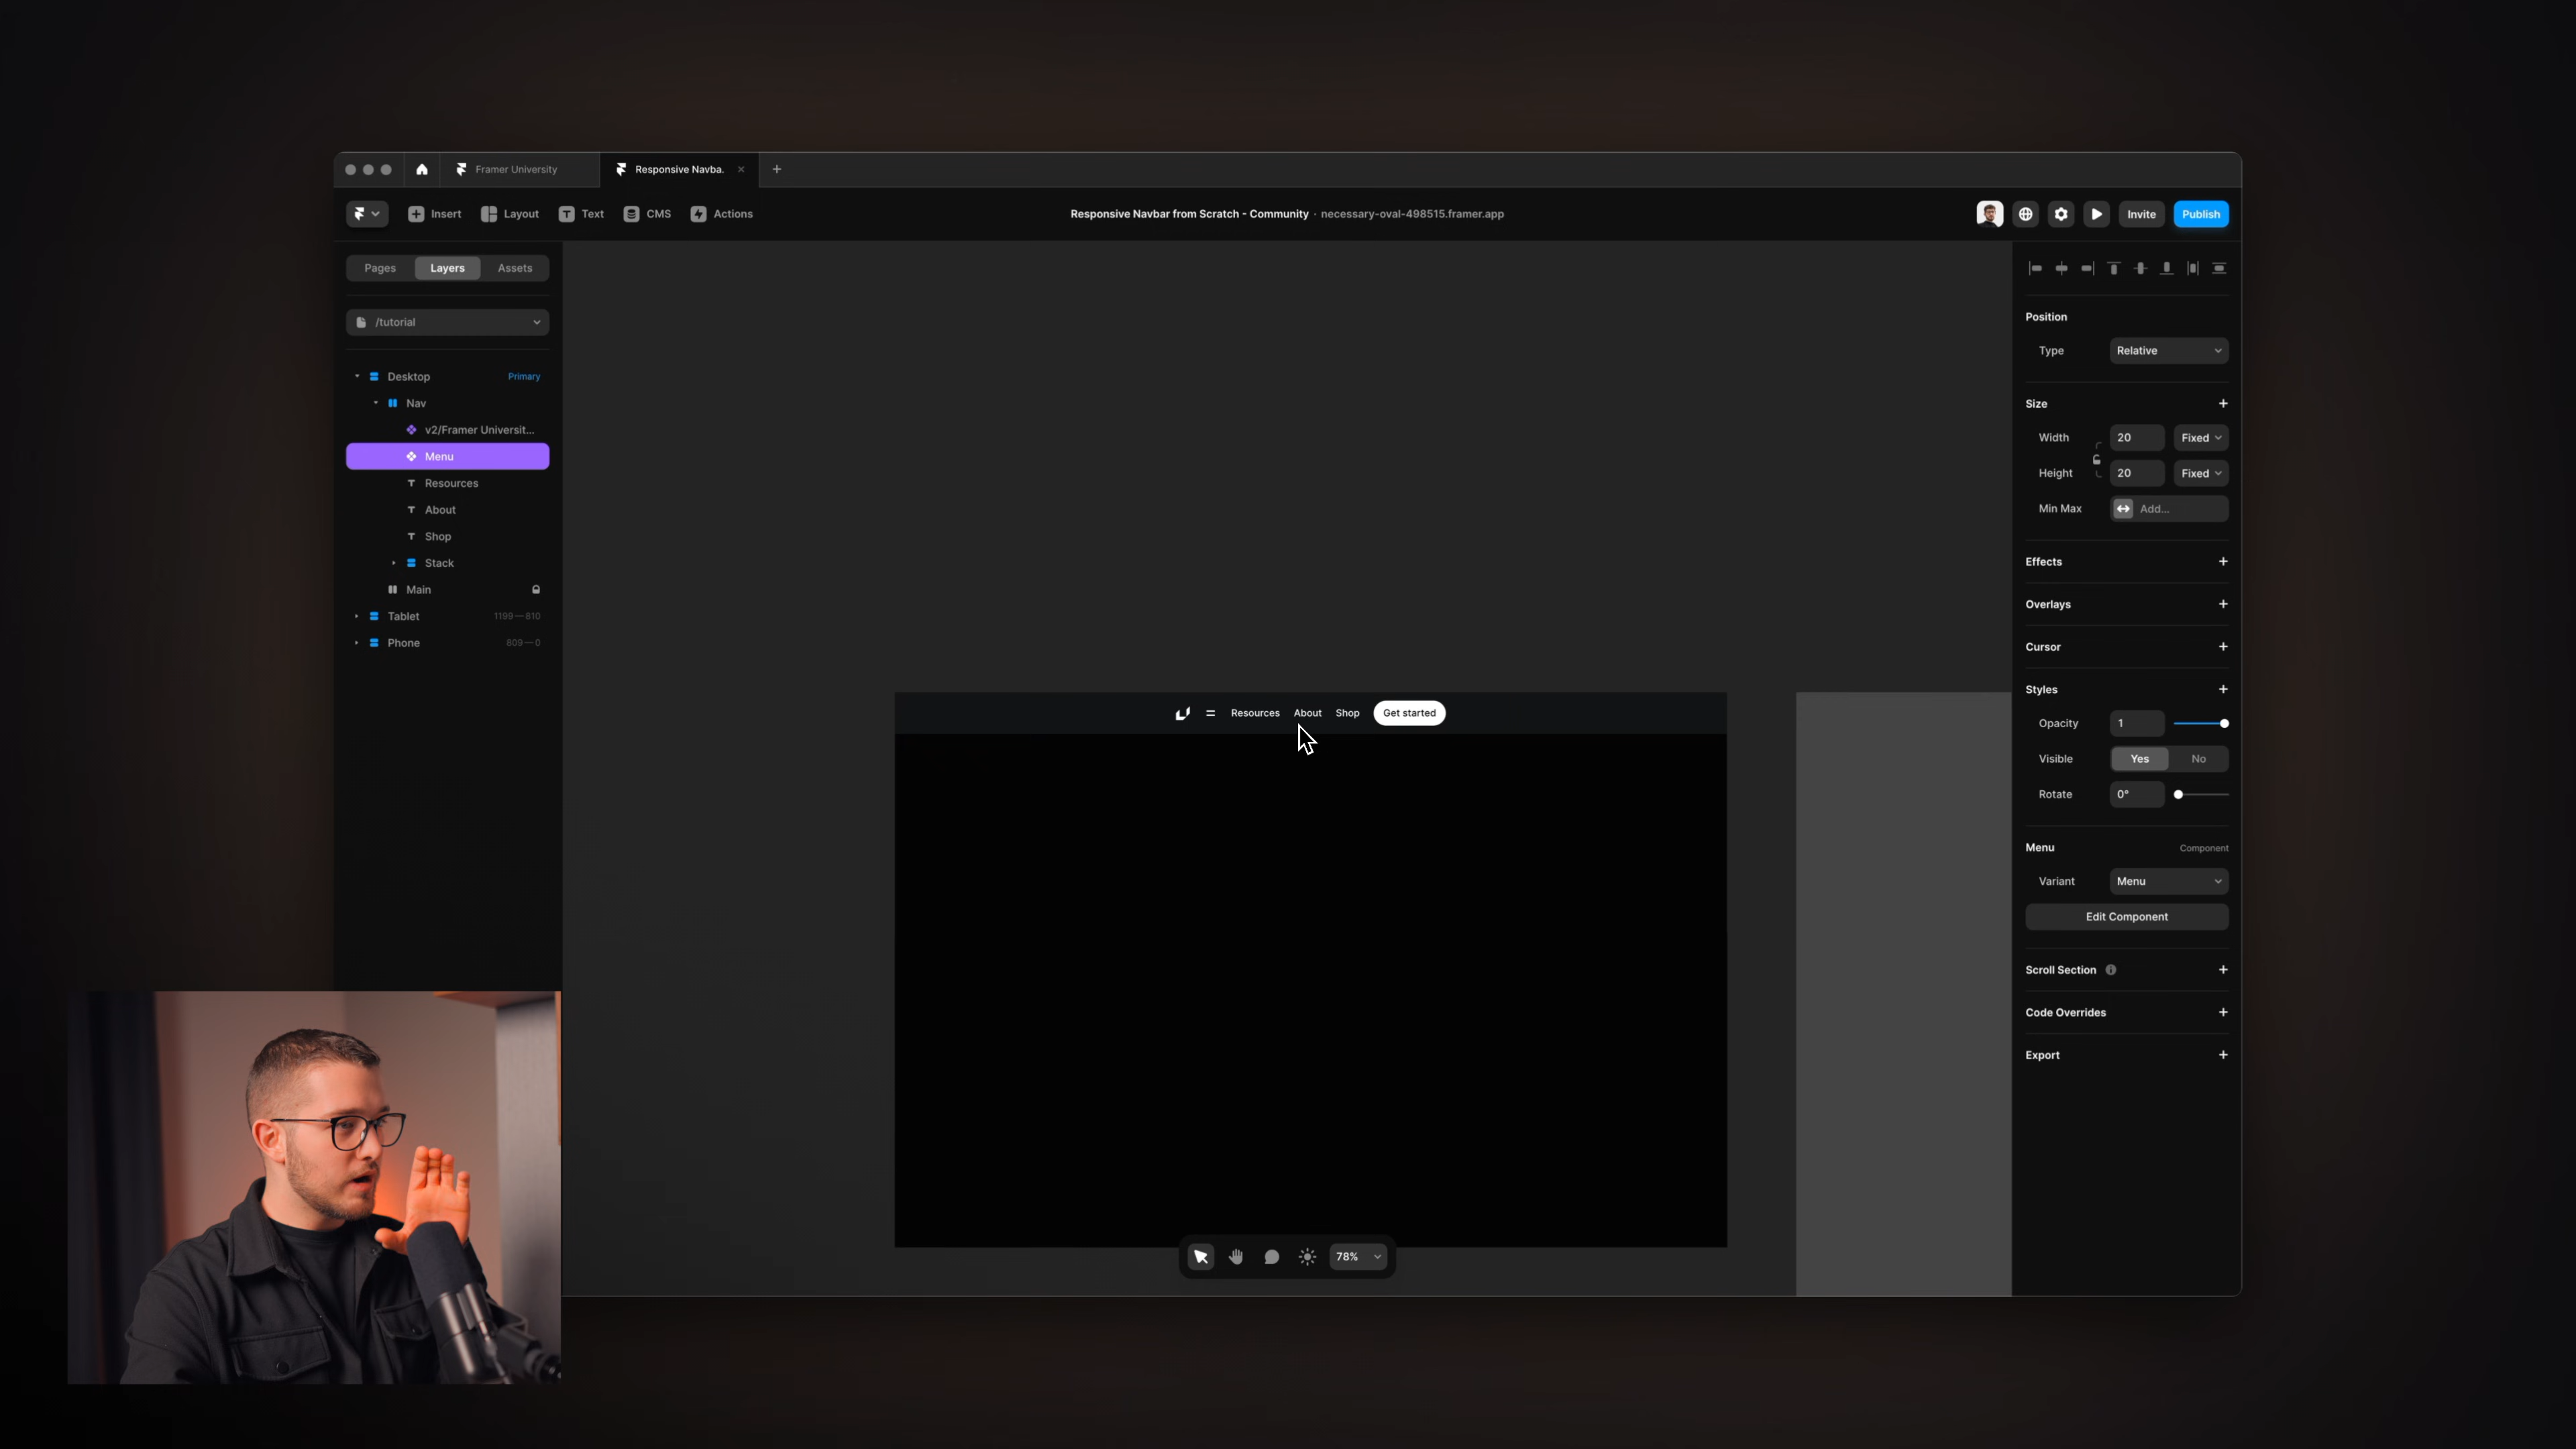 Framer University
Responsive Navba.
Insert
Layout
Text
CMS
Actions
Responsive Navbar from Scratch - Community · necessary-oval-498515.framer.app
Invite
Publish
Pages
Layers
Assets
/tutorial
Desktop
Primary
Nav
v2/Framer Universit...
Menu
Resources
About
Shop
Stack
Main
Tablet
1199—810
Phone
809—0
Resources
About
Shop
Get started
78%
Position
Type
Relative
Size
Width
20
Fixed
Height
20
Fixed
Min Max
Add...
Effects
Overlays
Cursor
Styles
Opacity
1
Visible
Yes
No
Rotate
0°
Menu
Component
Variant
Menu
Edit Component
Scroll Section
Code Overrides
Export